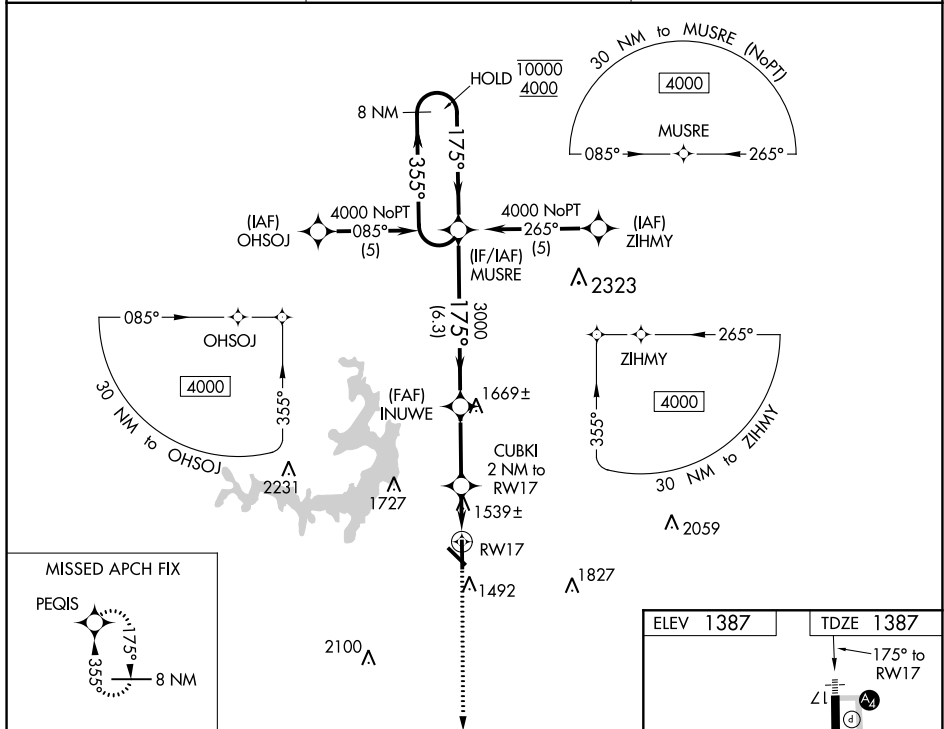 30 NM to MUSRE (NoPT)
4000
MUSRE
085°
265°
HOLD
10000
4000
8 NM
355°
175°
(IAF)
OHSOJ
4000 NoPT
085°
(5)
(IF/IAF)
MUSRE
4000 NoPT
265°
(5)
(IAF)
ZIHMY
2323
3000
175°
(6.3)
085°
OHSOJ
4000
355°
30 NM to OHSOJ
265°
ZIHMY
4000
355°
30 NM to ZIHMY
(FAF)
INUWE
1669±
CUBKI
2 NM to
RW17
2231
1727
1539±
2059
RW17
1492
1827
2100
MISSED APCH FIX
PEQIS
175°
355°
8 NM
ELEV 1387
TDZE 1387
175° to
RW17
17
A4
P